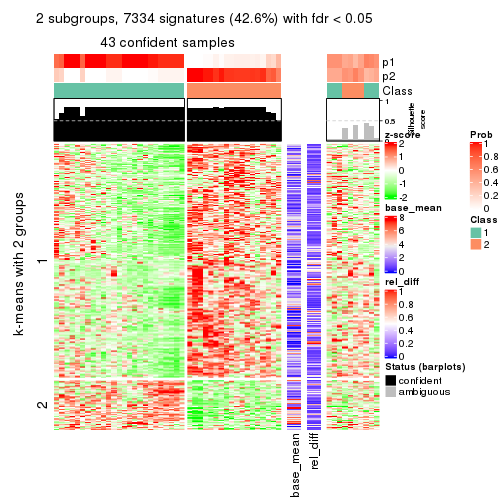 2 subgroups, 7334 signatures (42.6%) with fdr < 0.05
43 confident samples
p1
p2
Class
1
0.5
0
Silhouette
score
k-means with 2 groups
1
2
base_mean
rel_diff
z-score
2
1
0
-1
-2
base_mean
8
6
4
2
0
rel_diff
1
0.8
0.6
0.4
0.2
0
Status (barplots)
confident
ambiguous
Prob
1
0.8
0.6
0.4
0.2
0
Class
1
2